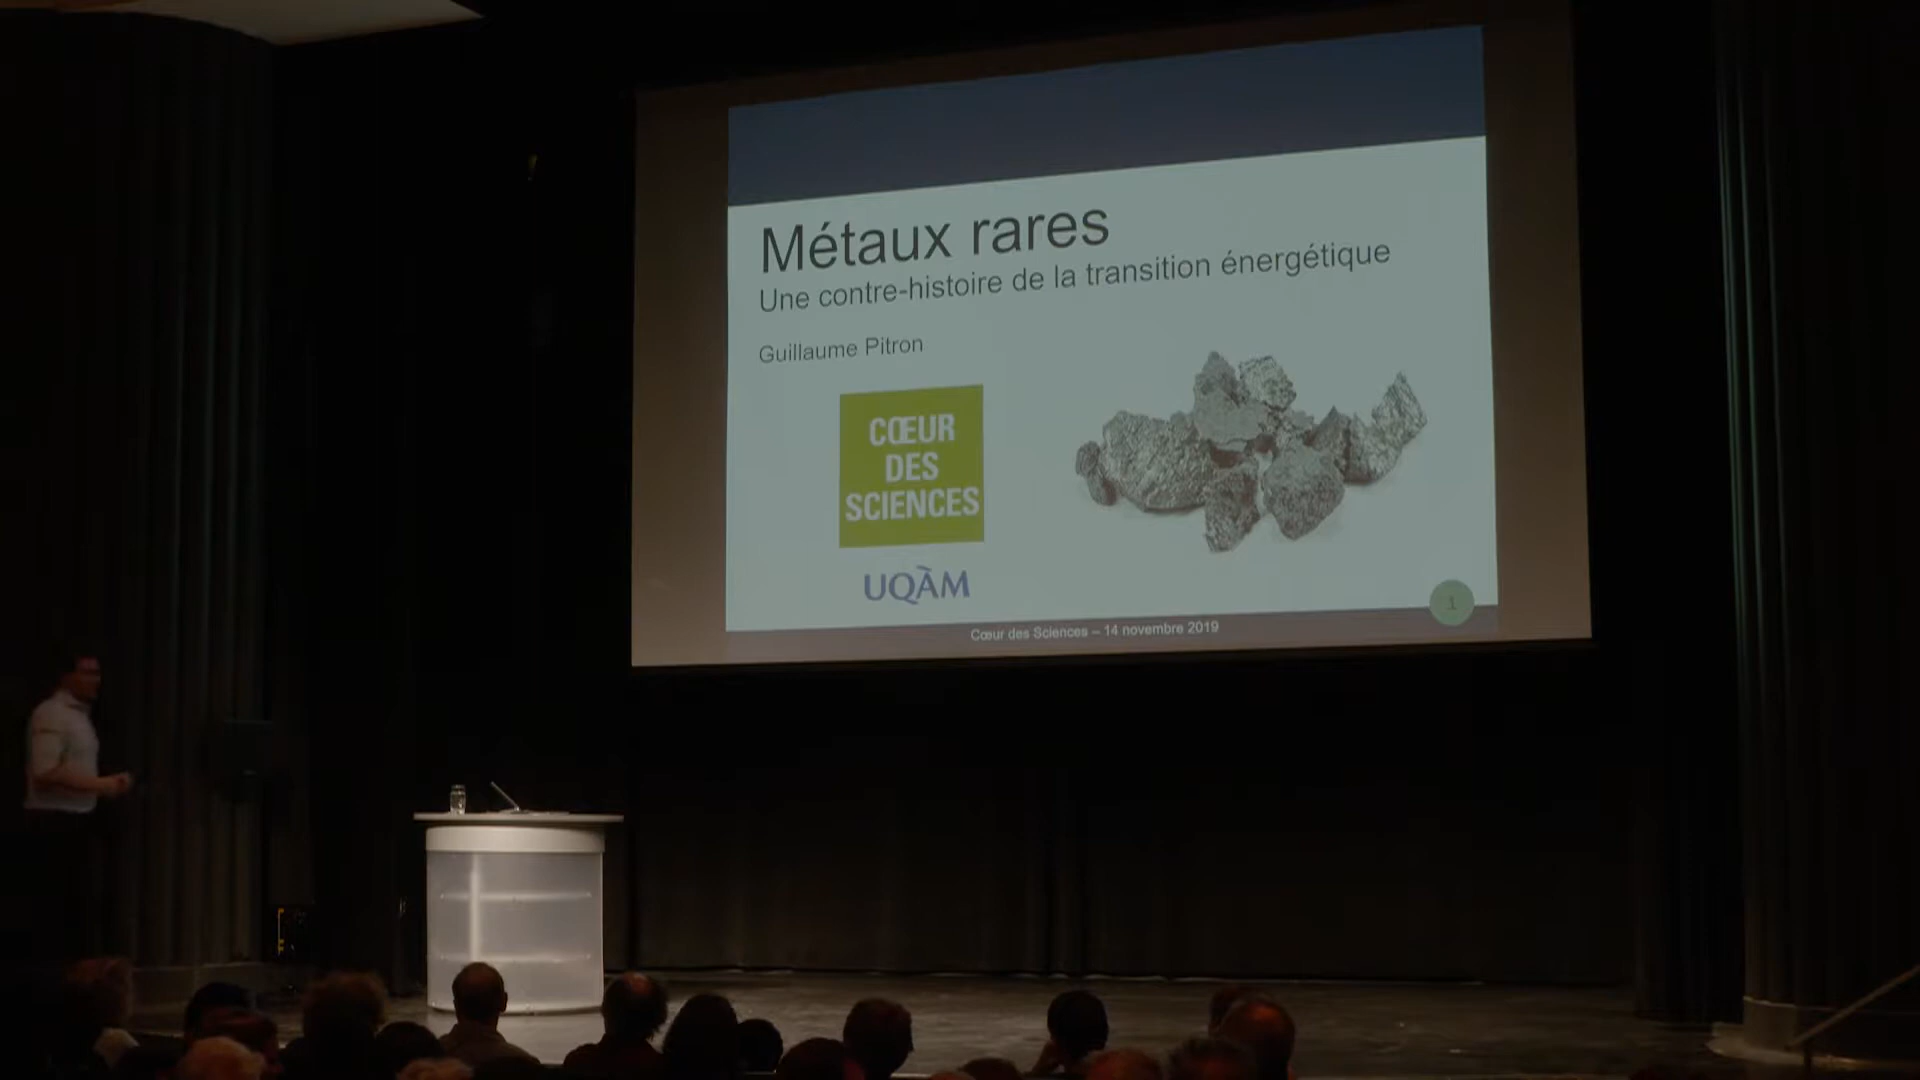 Métaux rares
Une contre-histoire de la transition énergétique
Guillaume Pitron
CŒUR
DES
SCIENCES
UQÀM
Cœur des Sciences – 14 novembre 2019
1